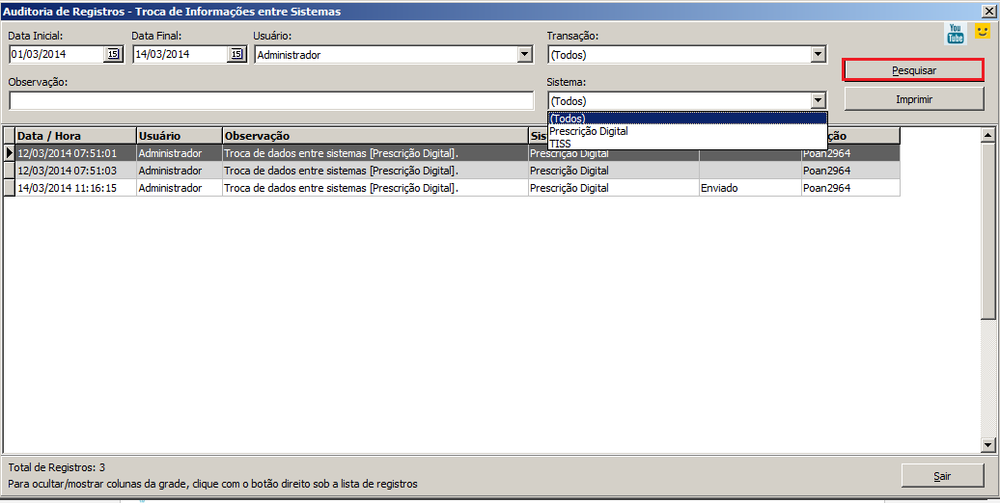 Auditoria de Registros - Troca de Informações entre Sistemas
Data Inicial: Data Final: Usuário: Transação:
01/03/2014 15 14/03/2014 15 Administrador (Todos)
You Tube
Pesquisar
Observação: Sistema:
(Todos)
Imprimir
(Todos)
Prescrição Digital
TISS
Data / Hora Usuário Observação Sis ção
12/03/2014 07:51:01 Administrador Troca de dados entre sistemas [Prescrição Digital]. Prescrição Digital Poan2964
12/03/2014 07:51:03 Administrador Troca de dados entre sistemas [Prescrição Digital]. Prescrição Digital Poan2964
14/03/2014 11:16:15 Administrador Troca de dados entre sistemas [Prescrição Digital]. Prescrição Digital Enviado Poan2964
Total de Registros: 3
Para ocultar/mostrar colunas da grade, clique com o botão direito sob a lista de registros
Sair